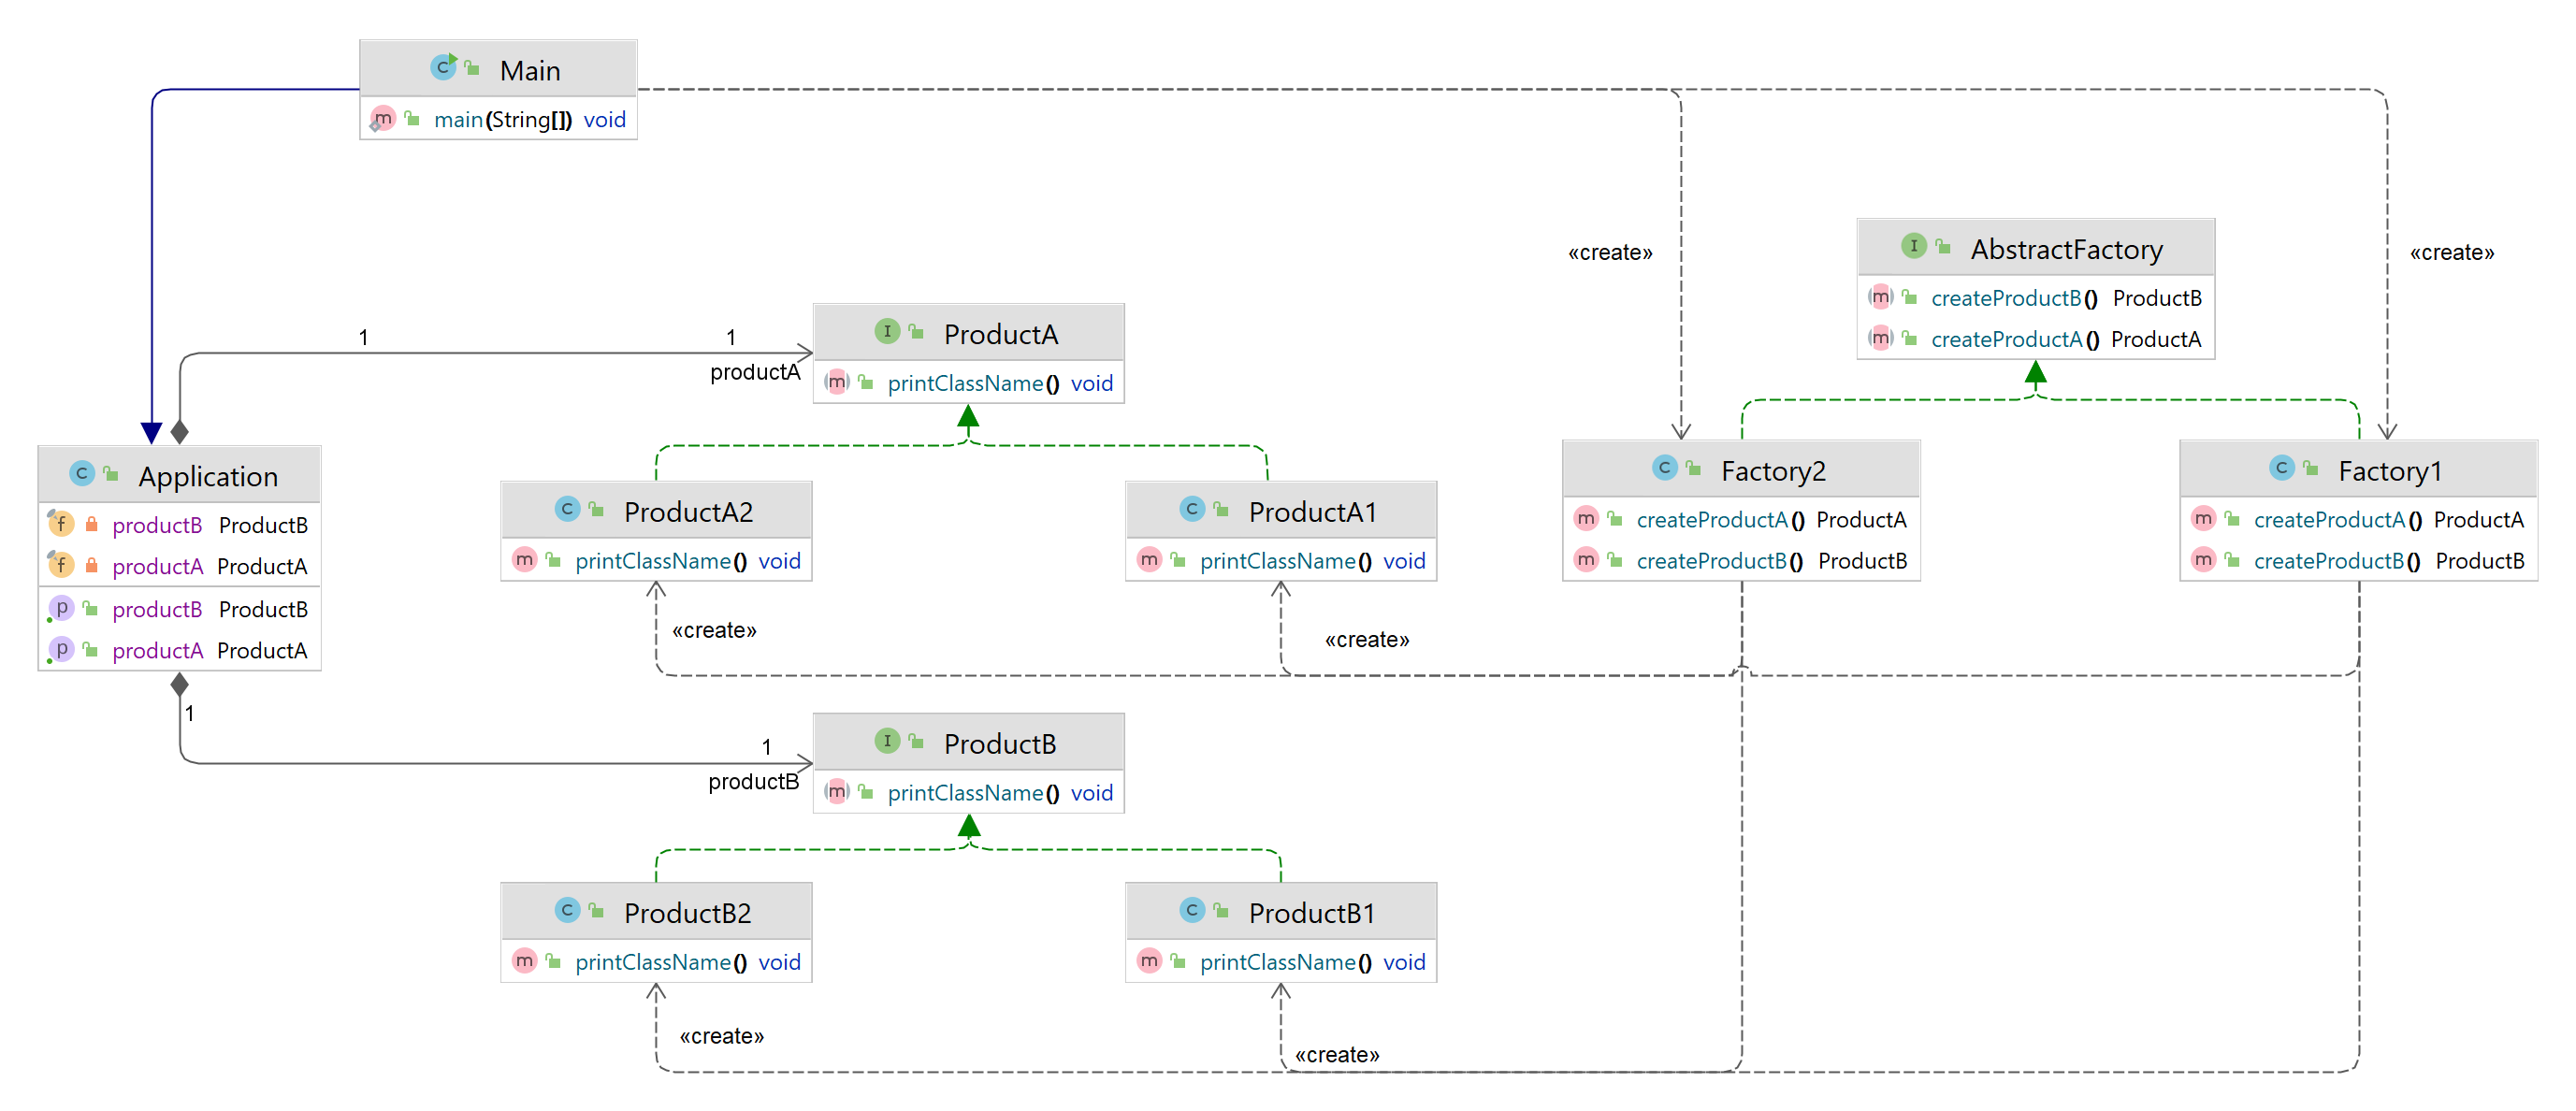 Main
main(String[]) void
«create»
«create»
AbstractFactory
createProductB() ProductB
createProductA() ProductA
1
1
productA
ProductA
printClassName() void
Application
productB ProductB
productA ProductA
productB ProductB
productA ProductA
ProductA2
printClassName() void
ProductA1
printClassName() void
Factory2
createProductA() ProductA
createProductB() ProductB
Factory1
createProductA() ProductA
createProductB() ProductB
«create»
«create»
1
1
productB
ProductB
printClassName() void
ProductB2
printClassName() void
ProductB1
printClassName() void
«create»
«create»